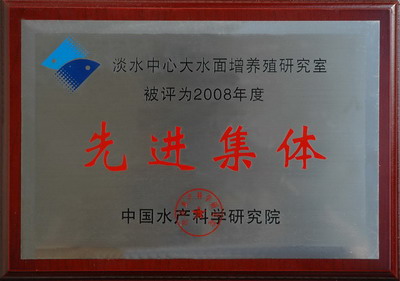 淡水中心大水面增养殖研究室
被评为2008年度
先进集体
中国水产科学研究院